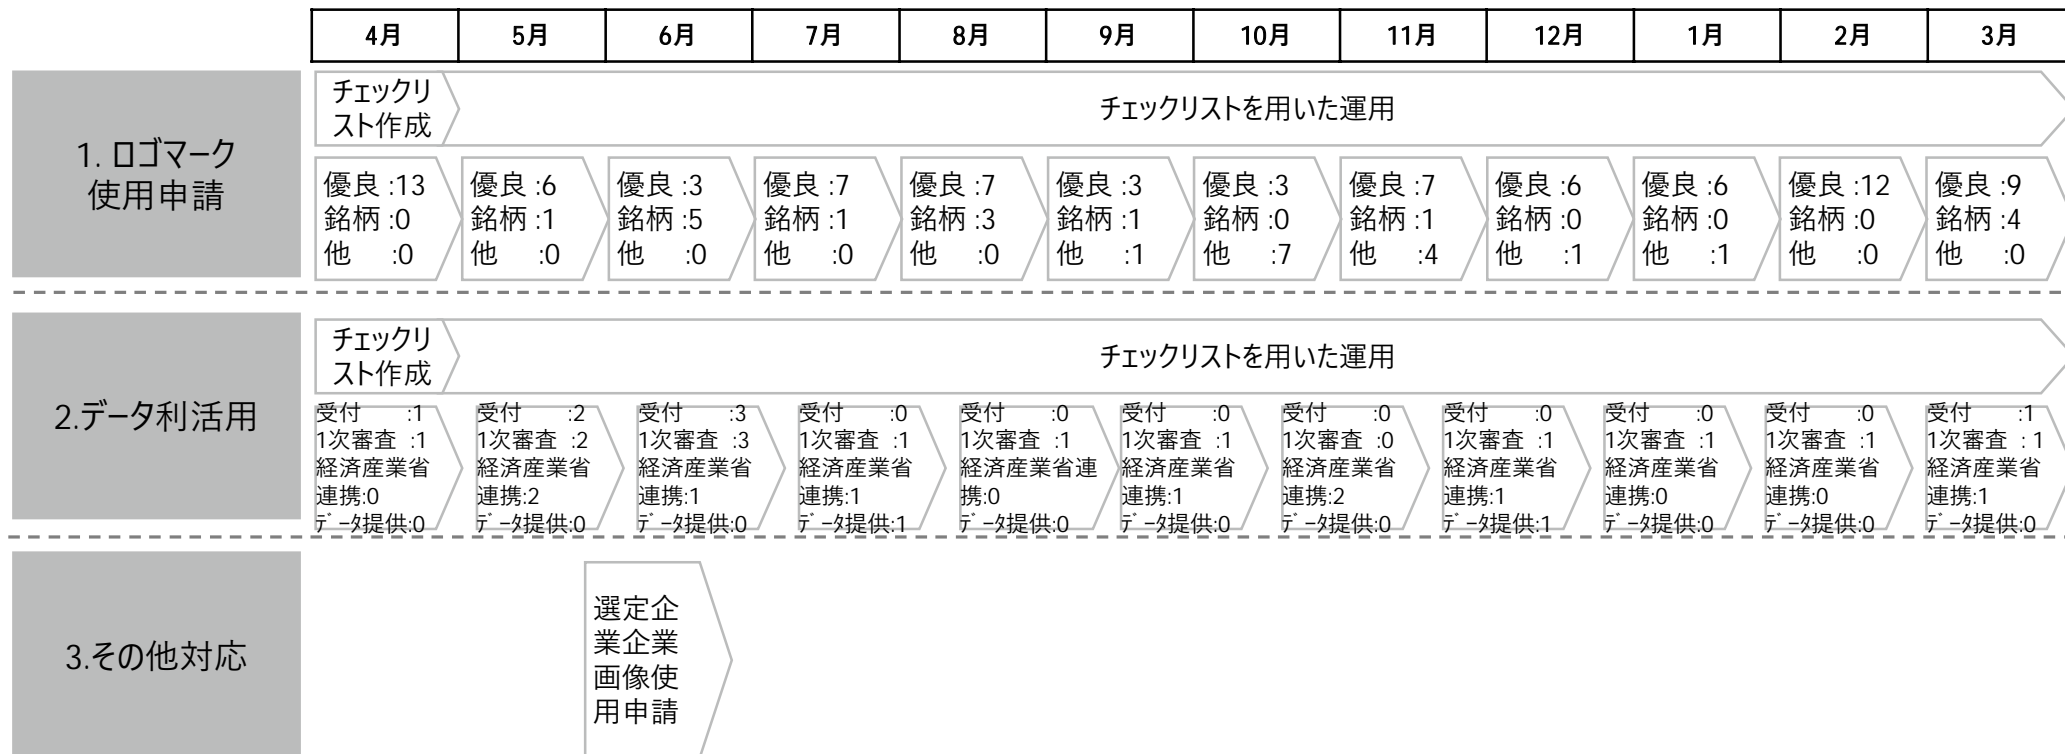 4月 5月 6月 7月 8月 9月 10月 11月 12月 1月 2月 3月
1. ロゴマーク
使用申請
チェックリ
スト作成
チェックリストを用いた運用
優良 :13
銘柄 :0
他 :0
優良 :6
銘柄 :1
他 :0
優良 :3
銘柄 :5
他 :0
優良 :7
銘柄 :1
他 :0
優良 :7
銘柄 :3
他 :0
優良 :3
銘柄 :1
他 :1
優良 :3
銘柄 :0
他 :7
優良 :7
銘柄 :1
他 :4
優良 :6
銘柄 :0
他 :1
優良 :6
銘柄 :0
他 :1
優良 :12
銘柄 :0
他 :0
優良 :9
銘柄 :4
他 :0
2.データ利活用
チェックリ
スト作成
チェックリストを用いた運用
受付 :1
1次審査 :1
経済産業省
連携:0
ﾃﾞｰﾀ提供:0
受付 :2
1次審査 :2
経済産業省
連携:2
ﾃﾞｰﾀ提供:0
受付 :3
1次審査 :3
経済産業省
連携:1
ﾃﾞｰﾀ提供:0
受付 :0
1次審査 :1
経済産業省
連携:1
ﾃﾞｰﾀ提供:1
受付 :0
1次審査 :1
経済産業省連
携:0
ﾃﾞｰﾀ提供:0
受付 :0
1次審査 :1
経済産業省
連携:1
ﾃﾞｰﾀ提供:0
受付 :0
1次審査 :0
経済産業省
連携:2
ﾃﾞｰﾀ提供:0
受付 :0
1次審査 :1
経済産業省
連携:1
ﾃﾞｰﾀ提供:1
受付 :0
1次審査 :1
経済産業省
連携:0
ﾃﾞｰﾀ提供:0
受付 :0
1次審査 :1
経済産業省
連携:0
ﾃﾞｰﾀ提供:0
受付 :1
1次審査 : 1
経済産業省
連携:1
ﾃﾞｰﾀ提供:0
3.その他対応
選定企
業企業
画像使
用申請